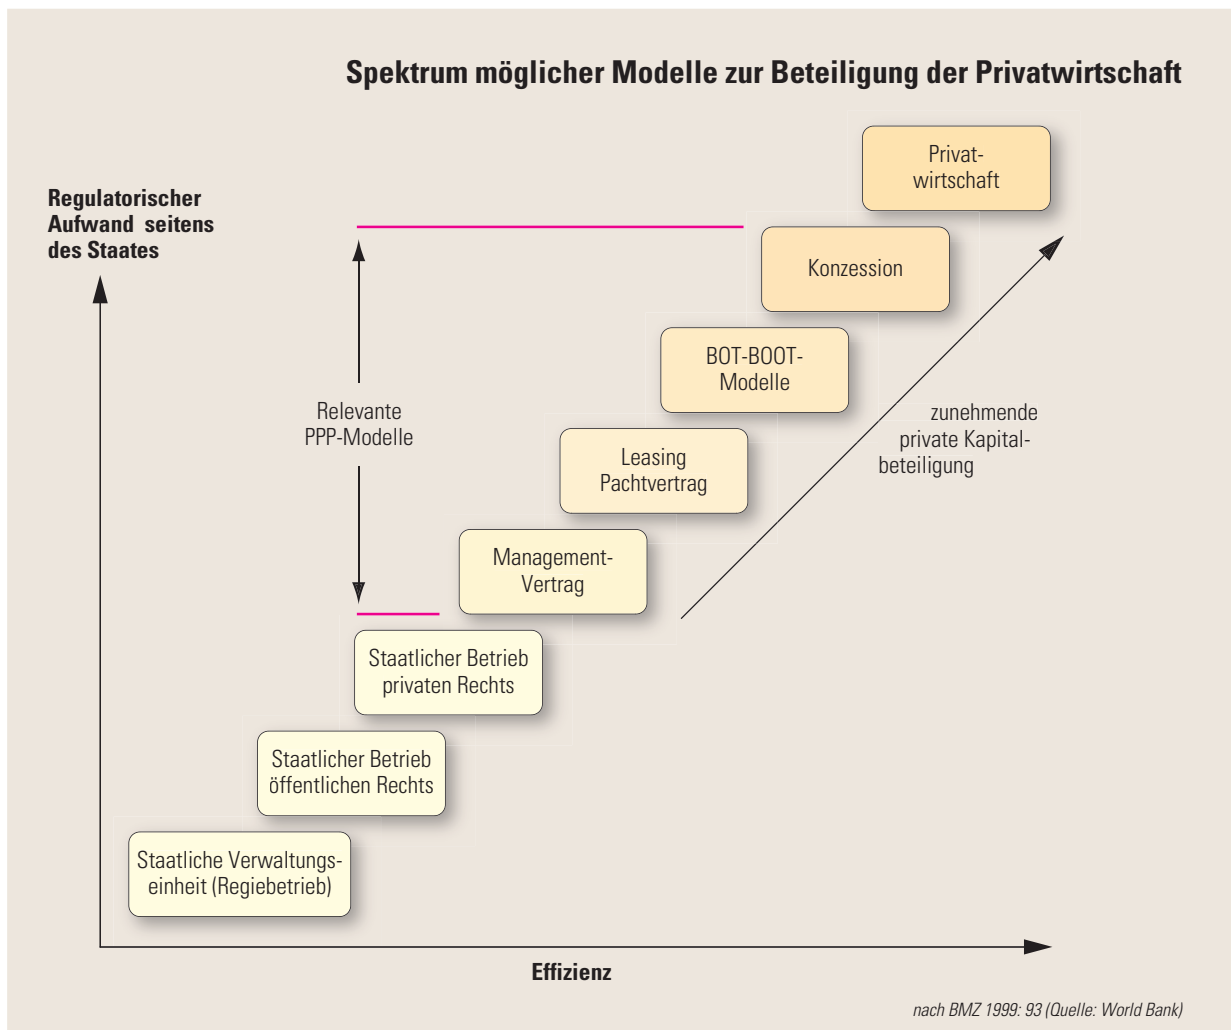 Spektrum möglicher Modelle zur Beteiligung der Privatwirtschaft
Regulatorischer
Aufwand seitens
des Staates
Privat-
wirtschaft
Konzession
BOT-BOOT-
Modelle
Relevante
PPP-Modelle
zunehmende
private Kapital-
beteiligung
Leasing
Pachtvertrag
Management-
Vertrag
Staatlicher Betrieb
privaten Rechts
Staatlicher Betrieb
öffentlichen Rechts
Staatliche Verwaltungs-
einheit (Regiebetrieb)
Effizienz
nach BMZ 1999: 93 (Quelle: World Bank)